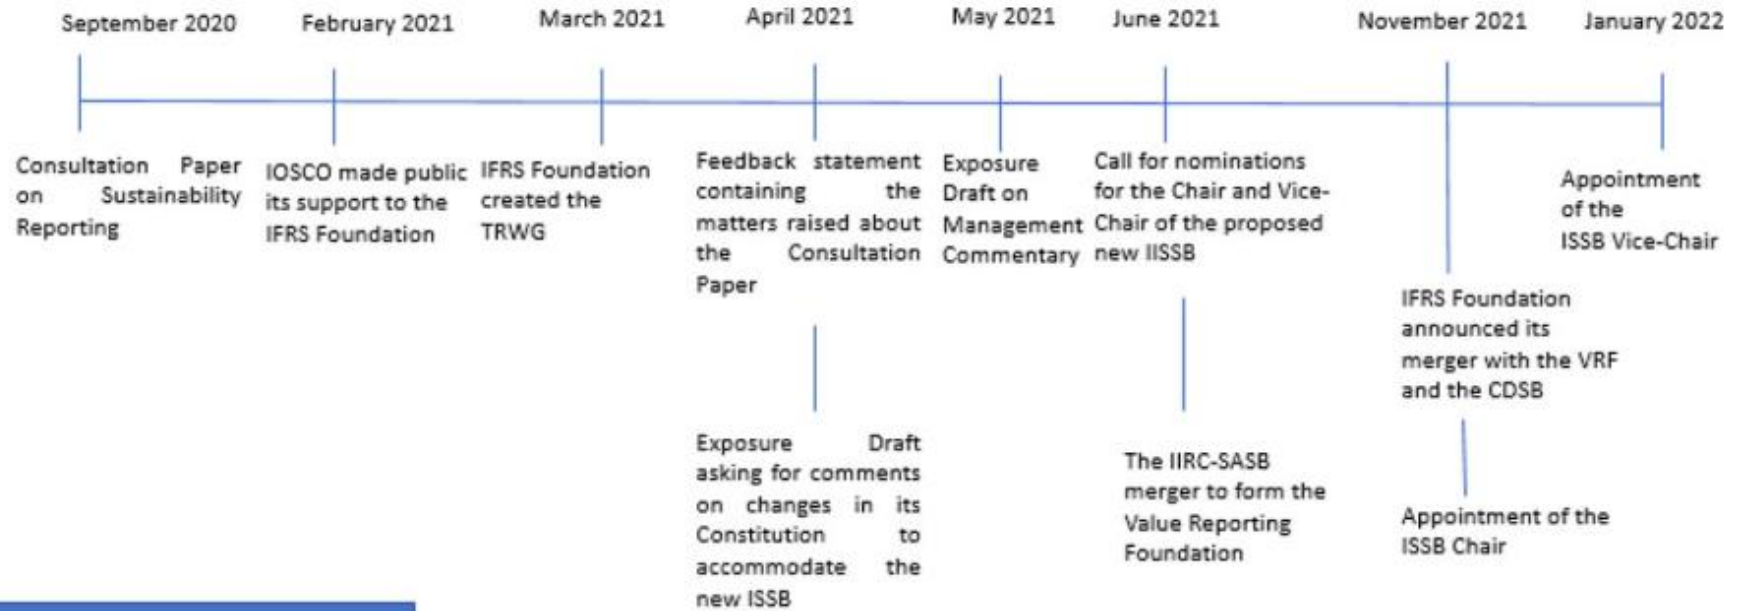 September 2020
February 2021
March 2021
April 2021
May 2021
June 2021
November 2021
January 2022
Consultation Paper
on Sustainability
Reporting
IOSCO made public
its support to the
IFRS Foundation
IFRS Foundation
created the
TRWG
Feedback statement
containing the
matters raised about
the Consultation
Paper
Exposure Draft
asking for comments
on changes in its
Constitution to
accommodate the
new ISSB
Exposure
Draft on
Management
Commentary
Call for nominations
for the Chair and Vice-
Chair of the proposed
new IISSB
The IIRC-SASB
merger to form the
Value Reporting
Foundation
IFRS Foundation
announced its
merger with the VRF
and the CDSB
Appointment of the
ISSB Chair
Appointment
of the
ISSB Vice-Chair